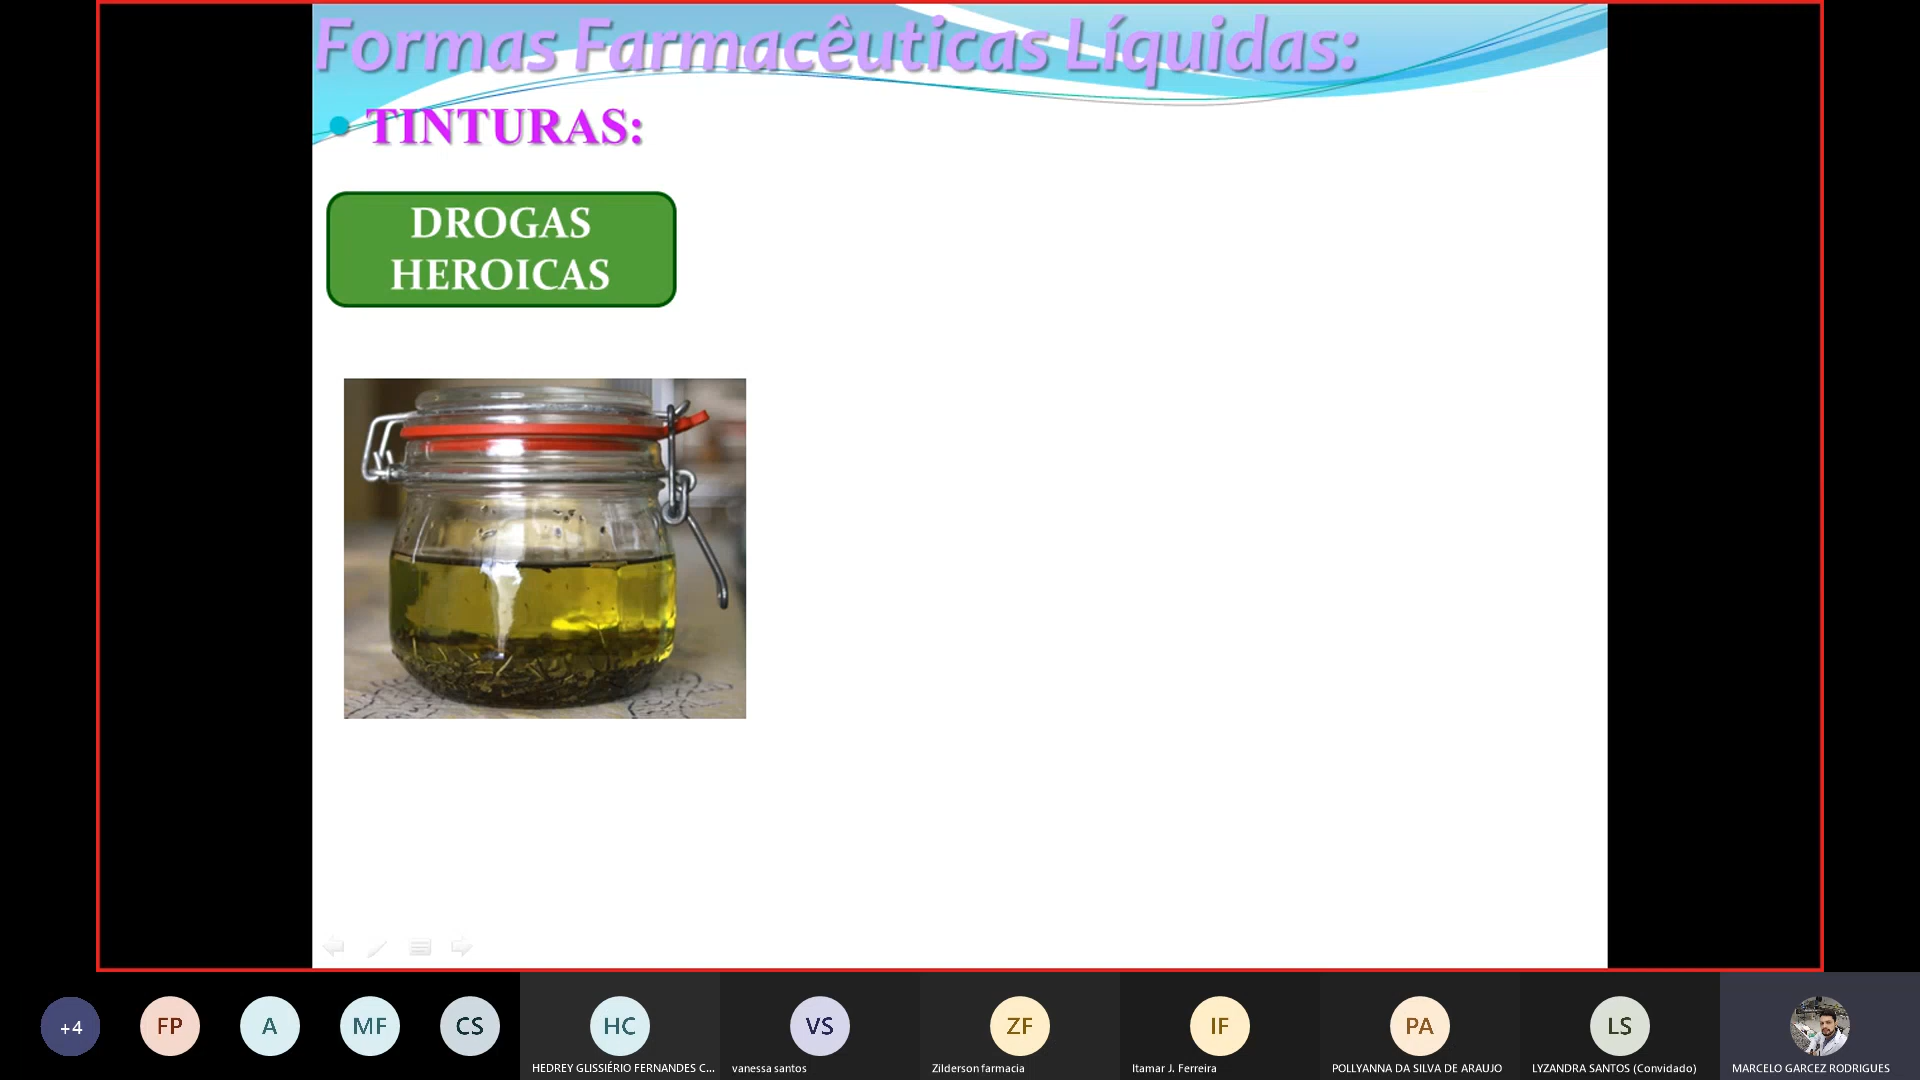 Formas Farmacêuticas Líquidas:
TINTURAS:
DROGAS
HEROICAS
+4
FP
A
MF
CS
HC
VS
ZF
IF
PA
LS
HEDREY GLISSIÉRIO FERNANDES C...
vanessa santos
Zilderson farmacia
Itamar J. Ferreira
POLLYANNA DA SILVA DE ARAUJO
LYZANDRA SANTOS (Convidado)
MARCELO GARCEZ RODRIGUES